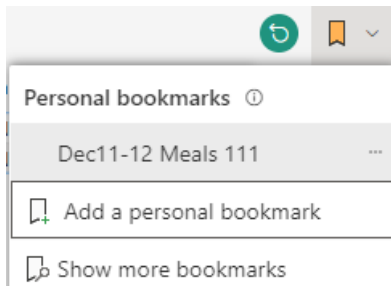 Personal bookmarks
Dec11-12 Meals 111
Add a personal bookmark
Show more bookmarks